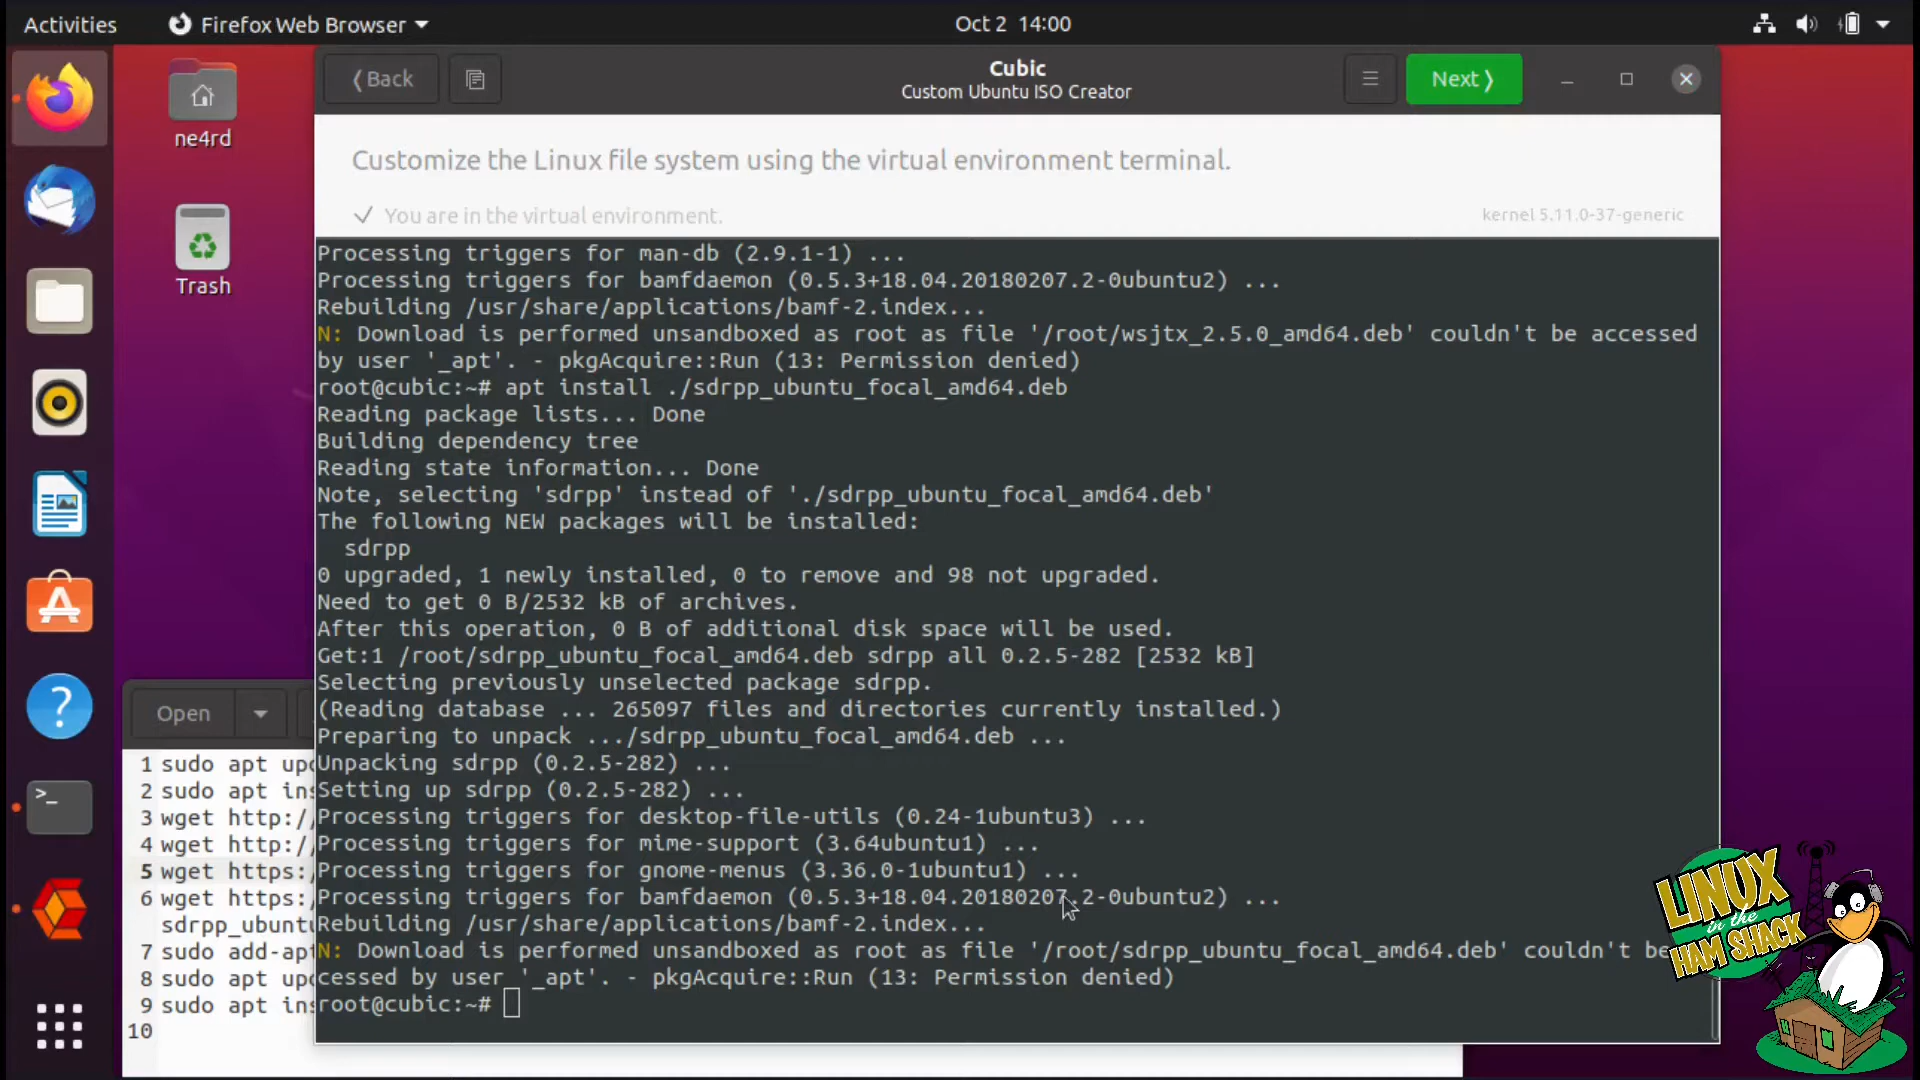 Activities
Firefox Web Browser
Oct 2 14:00
Back
Cubic
Custom Ubuntu ISO Creator
Next
ne4rd
Trash
Customize the Linux file system using the virtual environment terminal.
You are in the virtual environment.
kernel 5.11.0-37-generic
Processing triggers for man-db (2.9.1-1) ...
Processing triggers for bamfdaemon (0.5.3+18.04.20180207.2-0ubuntu2) ...
Rebuilding /usr/share/applications/bamf-2.index...
N: Download is performed unsandboxed as root as file '/root/wsjtx_2.5.0_amd64.deb' couldn't be accessed
by user '_apt'. - pkgAcquire::Run (13: Permission denied)
root@cubic:~# apt install ./sdrpp_ubuntu_focal_amd64.deb
Reading package lists... Done
Building dependency tree
Reading state information... Done
Note, selecting 'sdrpp' instead of './sdrpp_ubuntu_focal_amd64.deb'
The following NEW packages will be installed:
sdrpp
0 upgraded, 1 newly installed, 0 to remove and 98 not upgraded.
Need to get 0 B/2532 kB of archives.
After this operation, 0 B of additional disk space will be used.
Get:1 /root/sdrpp_ubuntu_focal_amd64.deb sdrpp all 0.2.5-282 [2532 kB]
Selecting previously unselected package sdrpp.
(Reading database ... 265097 files and directories currently installed.)
Preparing to unpack .../sdrpp_ubuntu_focal_amd64.deb ...
Unpacking sdrpp (0.2.5-282) ...
Setting up sdrpp (0.2.5-282) ...
Processing triggers for desktop-file-utils (0.24-1ubuntu3) ...
Processing triggers for mime-support (3.64ubuntu1) ...
Processing triggers for gnome-menus (3.36.0-1ubuntu1) ...
Processing triggers for bamfdaemon (0.5.3+18.04.20180207.2-0ubuntu2) ...
Rebuilding /usr/share/applications/bamf-2.index...
N: Download is performed unsandboxed as root as file '/root/sdrpp_ubuntu_focal_amd64.deb' couldn't be
cessed by user '_apt'. - pkgAcquire::Run (13: Permission denied)
root@cubic:~#
Open
1 sudo apt up
2 sudo apt in
3 wget http://
4 wget http://
5 wget https:
6 wget https:
sdrpp_ubunt
7 sudo add-ap
8 sudo apt up
9 sudo apt in
10
LINUX
in the
HAM SHACK